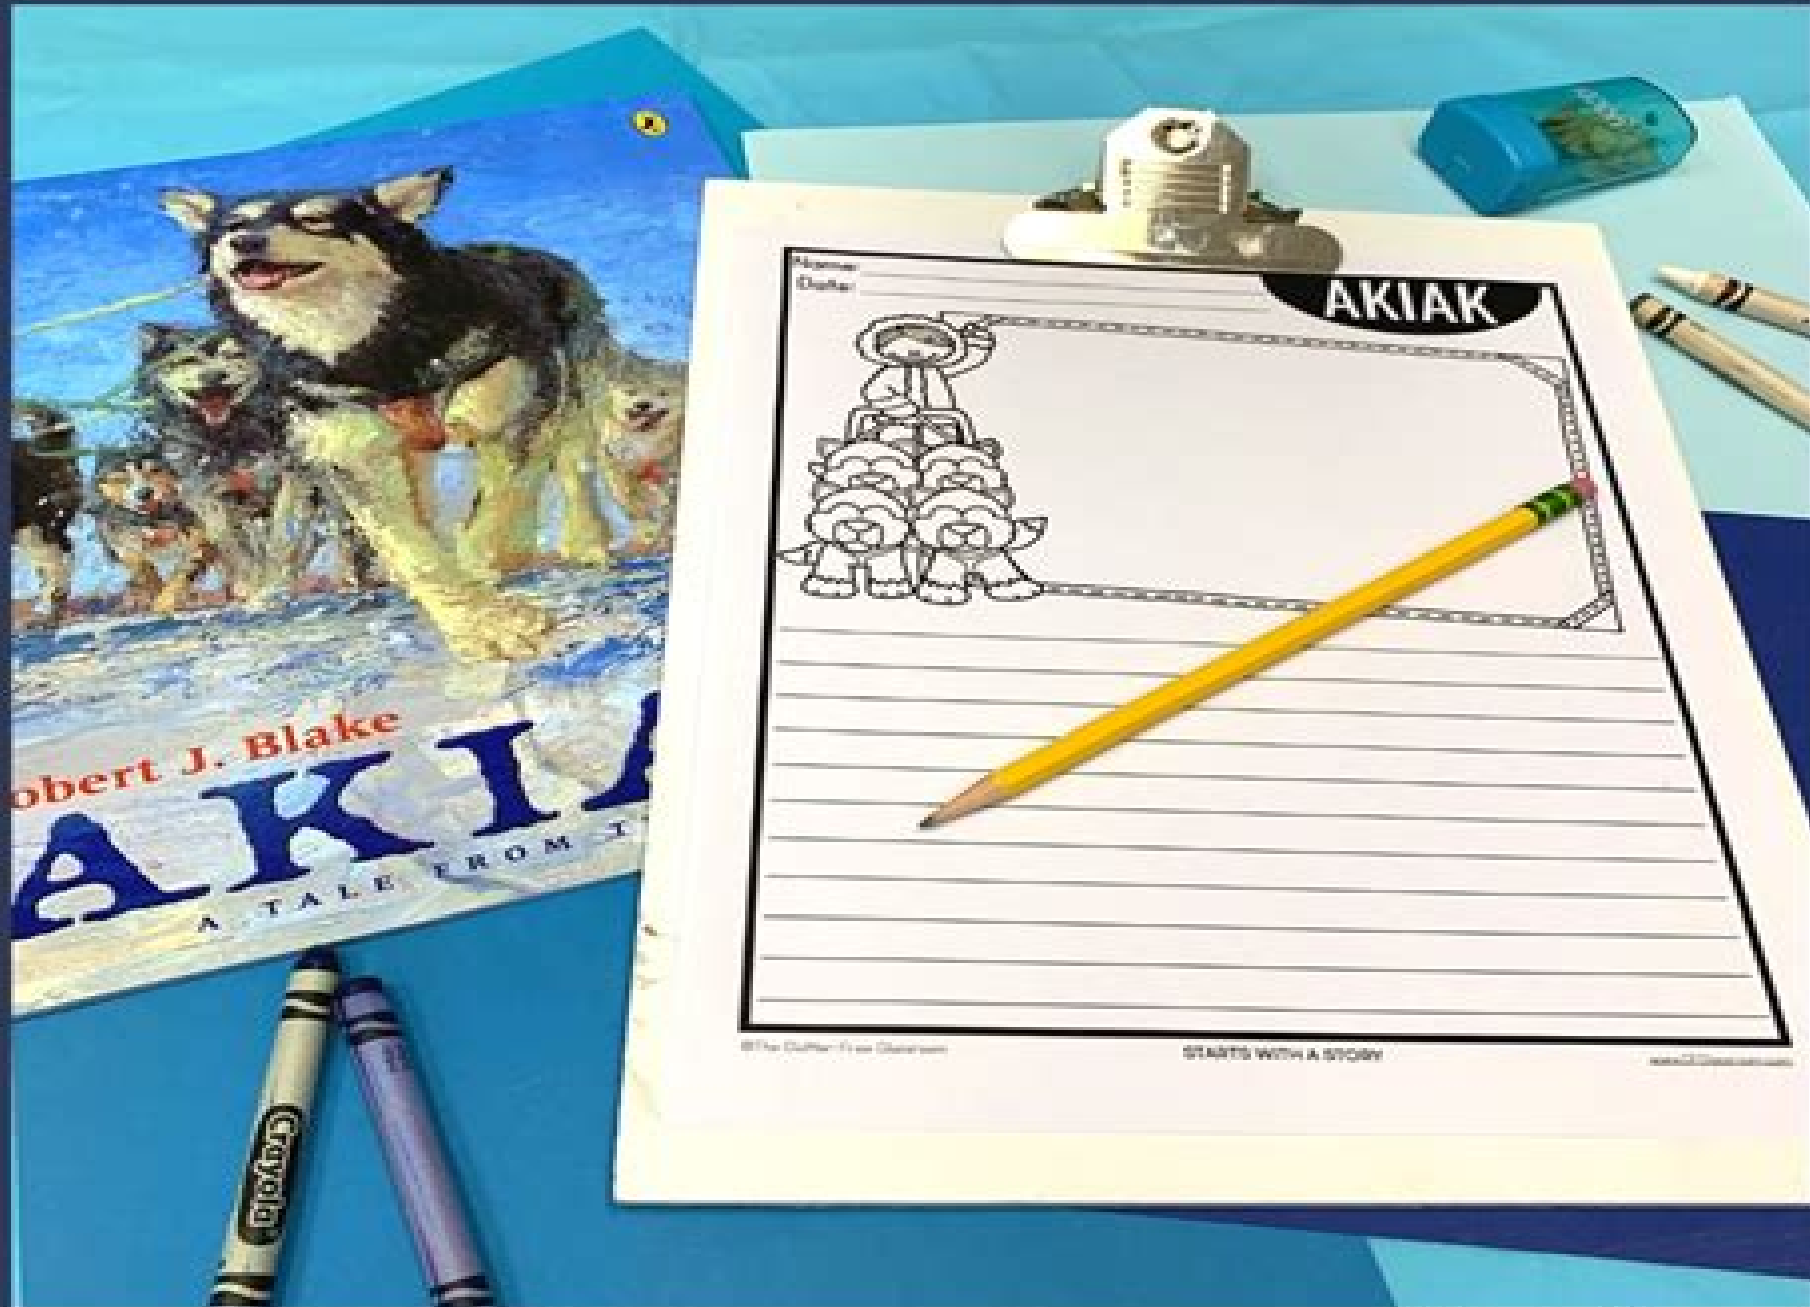 obert J. Blake
AKIA
A TALE FROM
Name
Date
AKIAK
STARTS WITH A STORY
Crayola